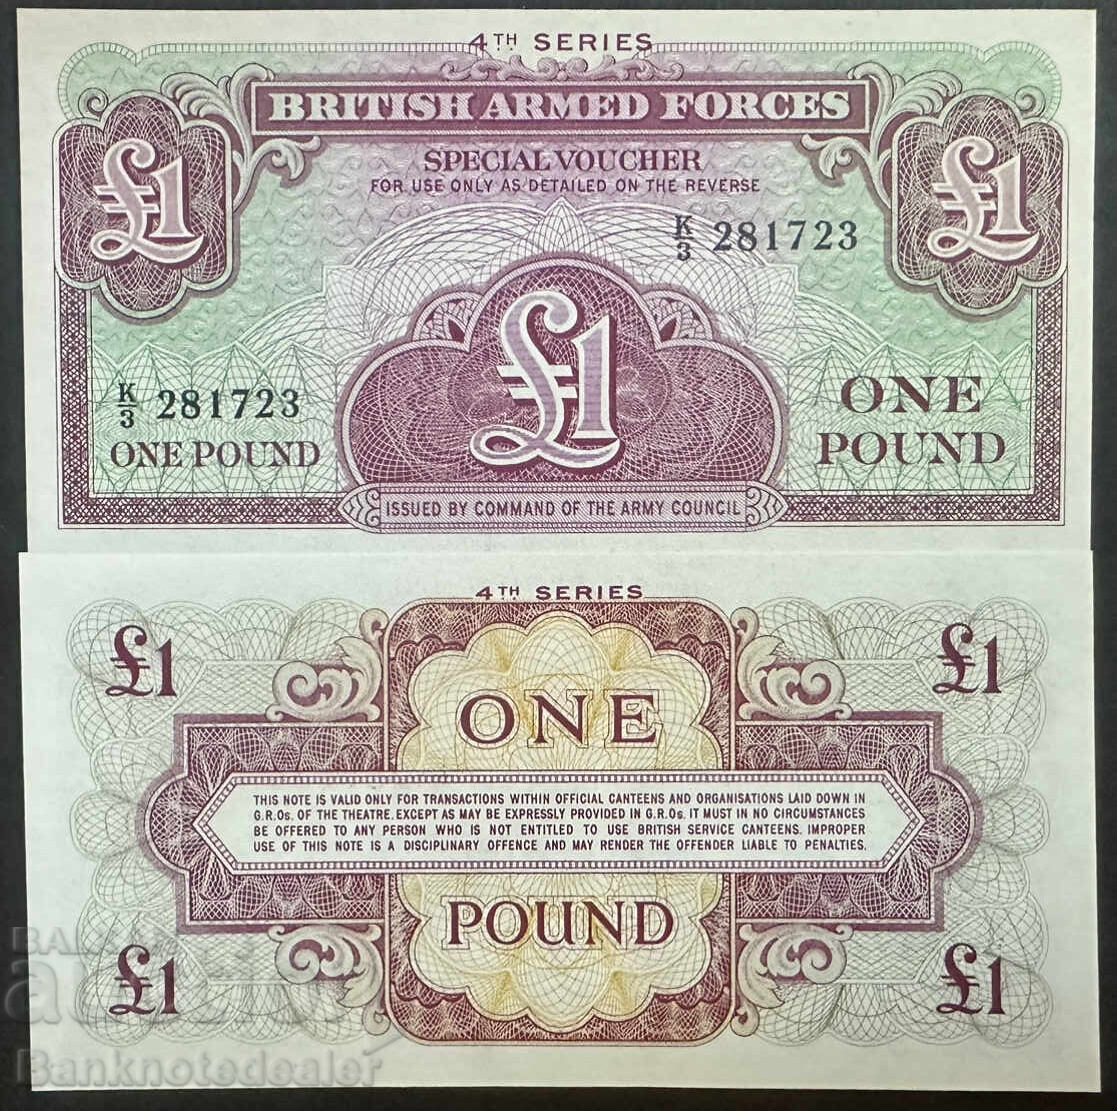 4TH SERIES
BRITISH ARMED FORCES
£1 £1
SPECIAL VOUCHER
FOR USE ONLY AS DETAILED ON THE REVERSE
K/3 281723
£1
K/3 281723
ONE POUND
ONE
POUND
ISSUED BY COMMAND OF THE ARMY COUNCIL
4TH SERIES
£1 £1
ONE
THIS NOTE IS VALID ONLY FOR TRANSACTIONS WITHIN OFFICIAL CANTEENS AND ORGANISATIONS LAID DOWN IN
G.R.Os. OF THE THEATRE. EXCEPT AS MAY BE EXPRESSLY PROVIDED IN G.R.Os. IT MUST IN NO CIRCUMSTANCES
BE OFFERED TO ANY PERSON WHO IS NOT ENTITLED TO USE BRITISH SERVICE CANTEENS. IMPROPER
USE OF THIS NOTE IS A DISCIPLINARY OFFENCE AND MAY RENDER THE OFFENDER LIABLE TO PENALTIES.
POUND
£1 £1
Banknotedealer